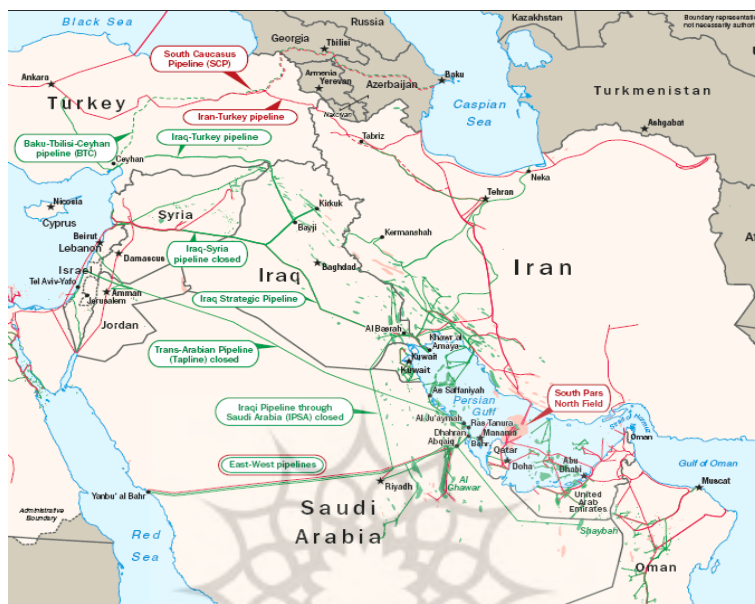 Black Sea
Russia
Kazakhstan
Boundary representation
not necessarily authorit
Georgia
Tbilisi
South Caucasus
Pipeline (SCP)
Armenia
Yerevan
Azerbaijan
Baku
Ankara
Turkey
Caspian
Sea
Turkmenistan
Iran-Turkey pipeline
Ashgabat
Baku-Tbilisi-Ceyhan
pipeline (BTC)
Iraq-Turkey pipeline
Tabriz
Ceyhan
Neka
Tehran
Nicosia
Cyprus
Syria
Kirkuk
Bayji
Beirut
Lebanon
Kermanshah
Iraq-Syria
pipeline closed
Damascus
Iraq
Baghdad
Iran
Israel
Tel Aviv-Yafo
Amman
Jerusalem
Iraq Strategic Pipeline
Jordan
Al Basrah
Khawr al
Amaya
Trans-Arabian Pipeline
(Tapline) closed
Kuwait
Kuwait
As Saffaniyah
Persian
Gulf
South Pars
North Field
Iraqi Pipeline through
Saudi Arabia (IPSA) closed
Al Ju'aymah
Ras Tanura
Dhahran
Manama
Abqaiq
Bahr.
Strait of Hormuz
Oman
East-West pipelines
Qatar
Doha
Abu
Dhabi
Gulf of Oman
Yanbu' al Bahr
Riyadh
Al
Ghawar
Muscat
United
Arab
Emirates
Saudi
Arabia
Administrative
Boundary
Shaybah
Red
Sea
Oman